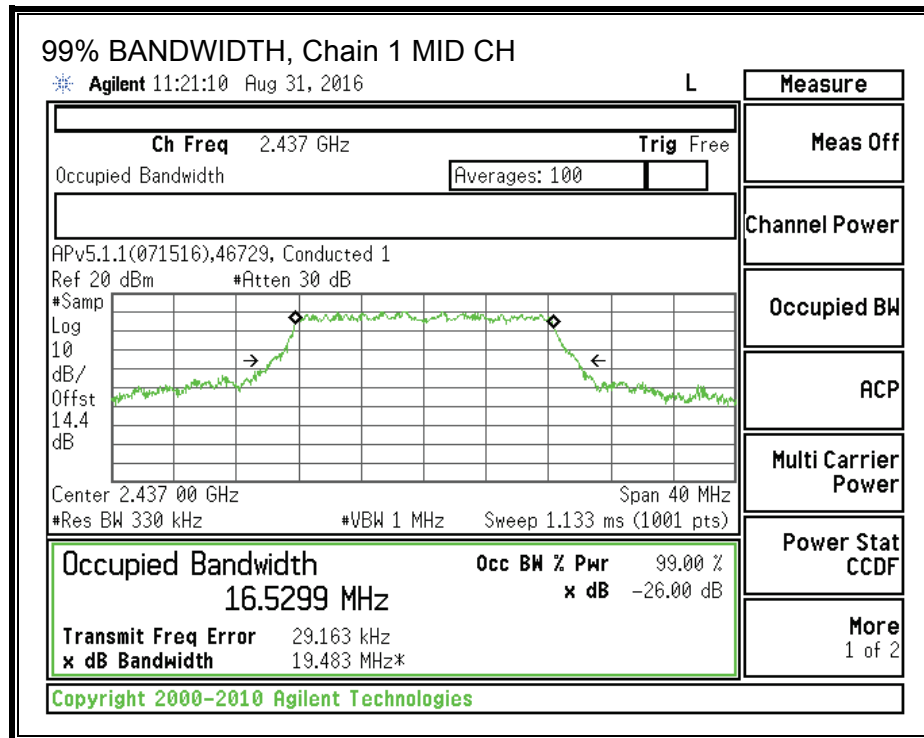 99% BANDWIDTH, Chain 1 MID CH
Agilent 11:21:10 Aug 31, 2016 L
Measure
Ch Freq 2.437 GHz Trig Free
Occupied Bandwidth Averages: 100
APv5.1.1(071516),46729, Conducted 1
Ref 20 dBm #Atten 30 dB
#Samp
Log
10
dB/
Offst
14.4
dB
Center 2.437 00 GHz Span 40 MHz
#Res BW 330 kHz #VBW 1 MHz Sweep 1.133 ms (1001 pts)
Occupied Bandwidth
16.5299 MHz
Occ BW % Pwr 99.00 %
x dB -26.00 dB
Transmit Freq Error 29.163 kHz
x dB Bandwidth 19.483 MHz*
Copyright 2000-2010 Agilent Technologies
Meas Off
Channel Power
Occupied BW
ACP
Multi Carrier
Power
Power Stat
CCDF
More
1 of 2